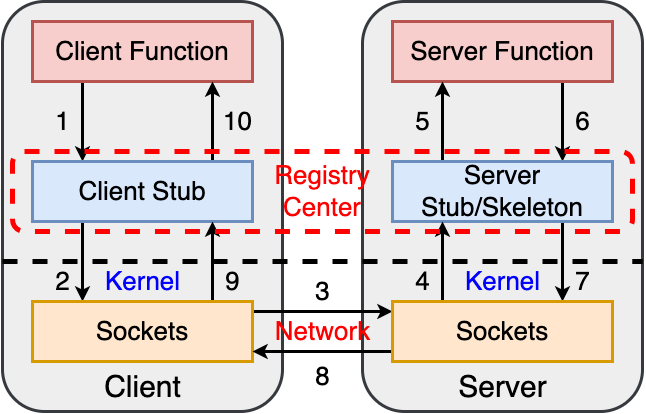 Client Function
Server Function
1
10
5
6
Client Stub
Registry
Center
Server
Stub/Skeleton
2
Kernel
9
3
4
Kernel
7
Sockets
Network
Sockets
8
Client
Server